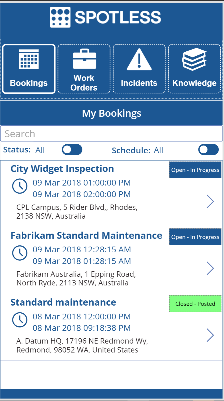 SPOTLESS
Bookings
Work
Orders
Incidents
Knowledge
My Bookings
Search
Status: All
Schedule: All
City Widget Inspection
Open - In Progress
09 Mar 2018 01:00:00 PM
09 Mar 2018 02:00:00 PM
CPL Campus, 5 Rider Blvd., Rhodes,
2138 NSW, Australia
Fabrikam Standard Maintenance
Open - In Progress
09 Mar 2018 12:28:15 AM
09 Mar 2018 01:28:15 AM
Fabrikam Australia, 1 Epping Road,
North Ryde, 2113 NSW, Australia
Standard maintenance
Closed - Posted
08 Mar 2018 12:00:00 PM
08 Mar 2018 09:18:38 PM
A. Datum HQ, 17196 NE Redmond Wy,
Redmond, 98052 WA, United States